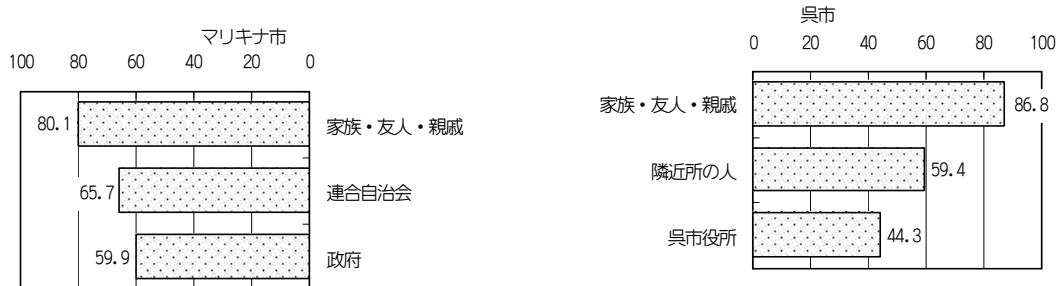 マリキナ市
100 80 60 40 20 0
80.1 家族・友人・親戚
65.7 連合自治会
59.9 政府
呉市
0 20 40 60 80 100
家族・友人・親戚 86.8
隣近所の人 59.4
呉市役所 44.3